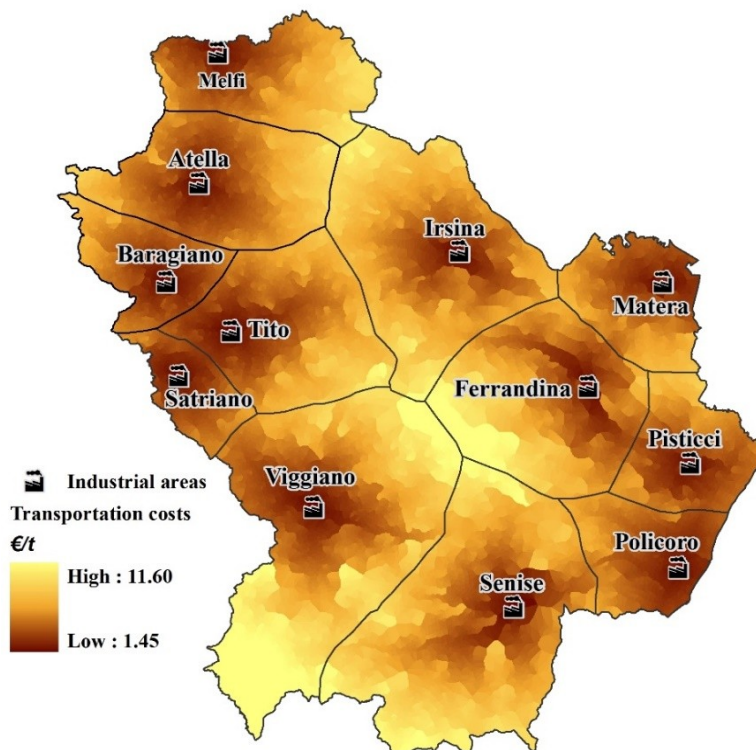 Melfi
Atella
Irsina
Baragiano
Matera
Tito
Satriano
Ferrandina
Pisticci
Viggiano
Industrial areas
Transportation costs
€/t
High : 11.60
Low : 1.45
Policoro
Senise